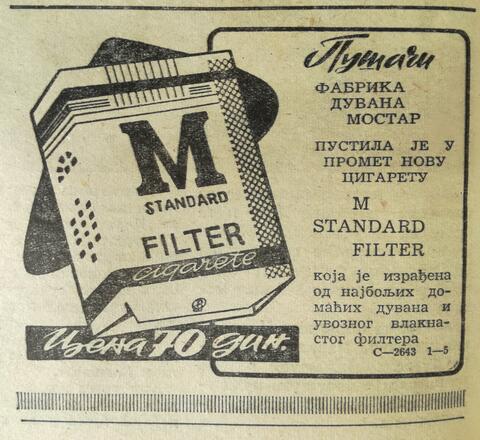 M
STANDARD
FILTER
cigarete
Цена 70 дин.
Пушачи
ФАБРИКА
ДУВАНА
МОСТАР
ПУСТИЛА ЈЕ У
ПРОМЕТ НОВУ
ЦИГАРЕТУ
M
STANDARD
FILTER
која је израђена
од најбољих до-
маћих дувана и
увозног влакна-
стог филтера
С—2643 1—5